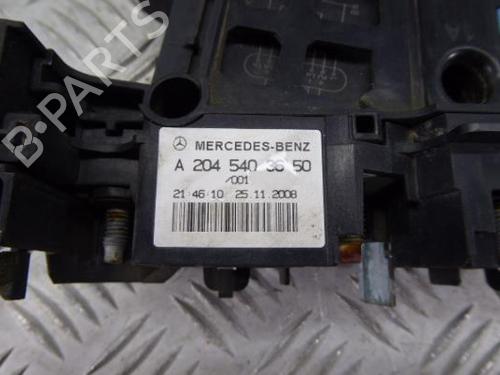 B-PARTS
MERCEDES-BENZ
A 204 540 36 50
/001
21:46:10 25.11.2008